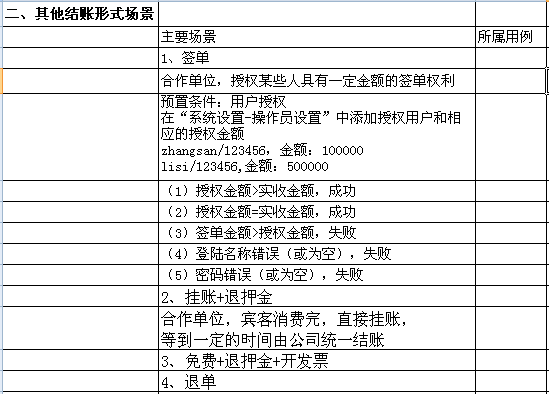 二、其他结账形式场景
主要场景 所属用例
1、签单
合作单位，授权某些人具有一定金额的签单权利
预置条件：用户授权
在“系统设置-操作员设置”中添加授权用户和相
应的授权金额
zhangsan/123456，金额：100000
lisi/123456,金额：500000
（1）授权金额>实收金额，成功
（2）授权金额=实收金额，成功
（3）签单金额>授权金额，失败
（4）登陆名称错误（或为空），失败
（5）密码错误（或为空），失败
2、挂账+退押金
合作单位，宾客消费完，直接挂账，
等到一定的时间由公司统一结账
3、免费+退押金+开发票
4、退单